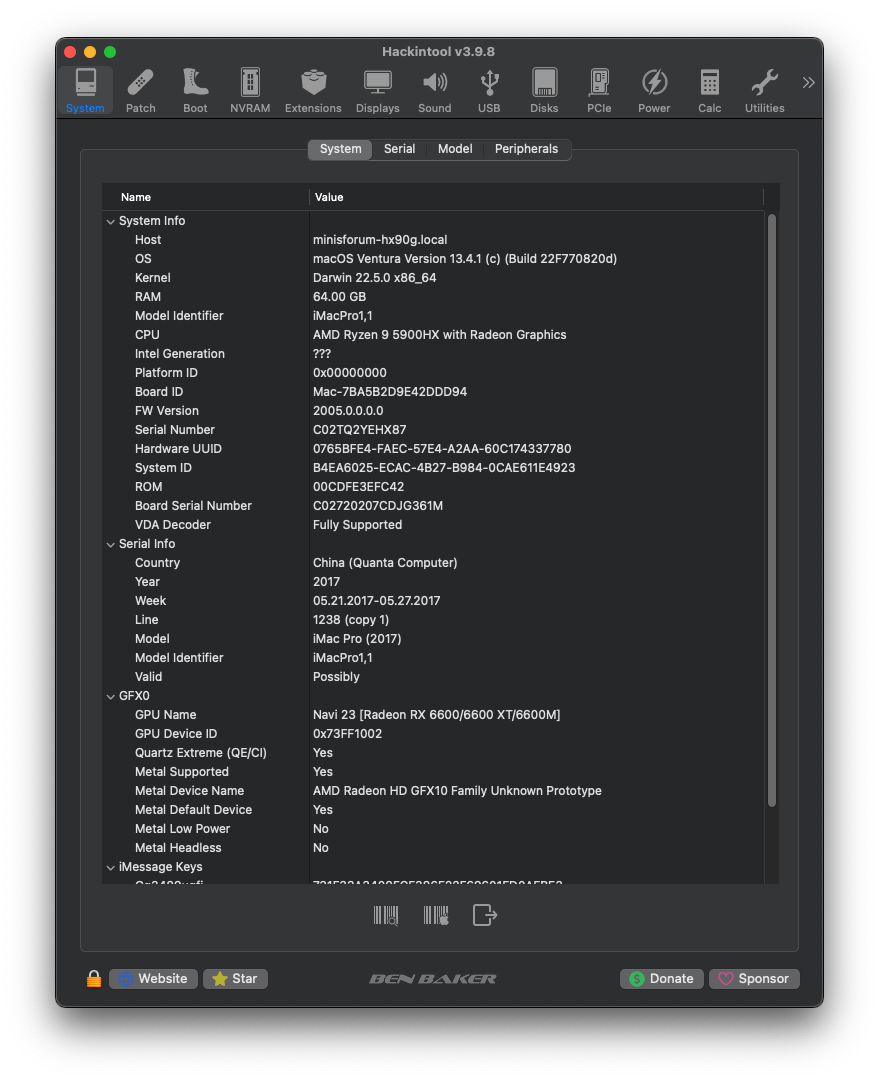 Hackintool v3.9.8
System Patch Boot NVRAM Extensions Displays Sound USB Disks PCIe Power Calc Utilities
System Serial Model Peripherals
Name Value
System Info
Host minisforum-hx90g.local
OS macOS Ventura Version 13.4.1 (c) (Build 22F770820d)
Kernel Darwin 22.5.0 x86_64
RAM 64.00 GB
Model Identifier iMacPro1,1
CPU AMD Ryzen 9 5900HX with Radeon Graphics
Intel Generation ???
Platform ID 0x00000000
Board ID Mac-7BA5B2D9E42DDD94
FW Version 2005.0.0.0.0
Serial Number C02TQ2YEHX87
Hardware UUID 0765BFE4-FAEC-57E4-A2AA-60C174337780
System ID B4EA6025-ECAC-4B27-B984-0CAE611E4923
ROM 00CDFE3EFC42
Board Serial Number C02720207CDJG361M
VDA Decoder Fully Supported
Serial Info
Country China (Quanta Computer)
Year 2017
Week 05.21.2017-05.27.2017
Line 1238 (copy 1)
Model iMac Pro (2017)
Model Identifier iMacPro1,1
Valid Possibly
GFX0
GPU Name Navi 23 [Radeon RX 6600/6600 XT/6600M]
GPU Device ID 0x73FF1002
Quartz Extreme (QE/CI) Yes
Metal Supported Yes
Metal Device Name AMD Radeon HD GFX10 Family Unknown Prototype
Metal Default Device Yes
Metal Low Power No
Metal Headless No
iMessage Keys
Website Star BEN BAKER Donate Sponsor